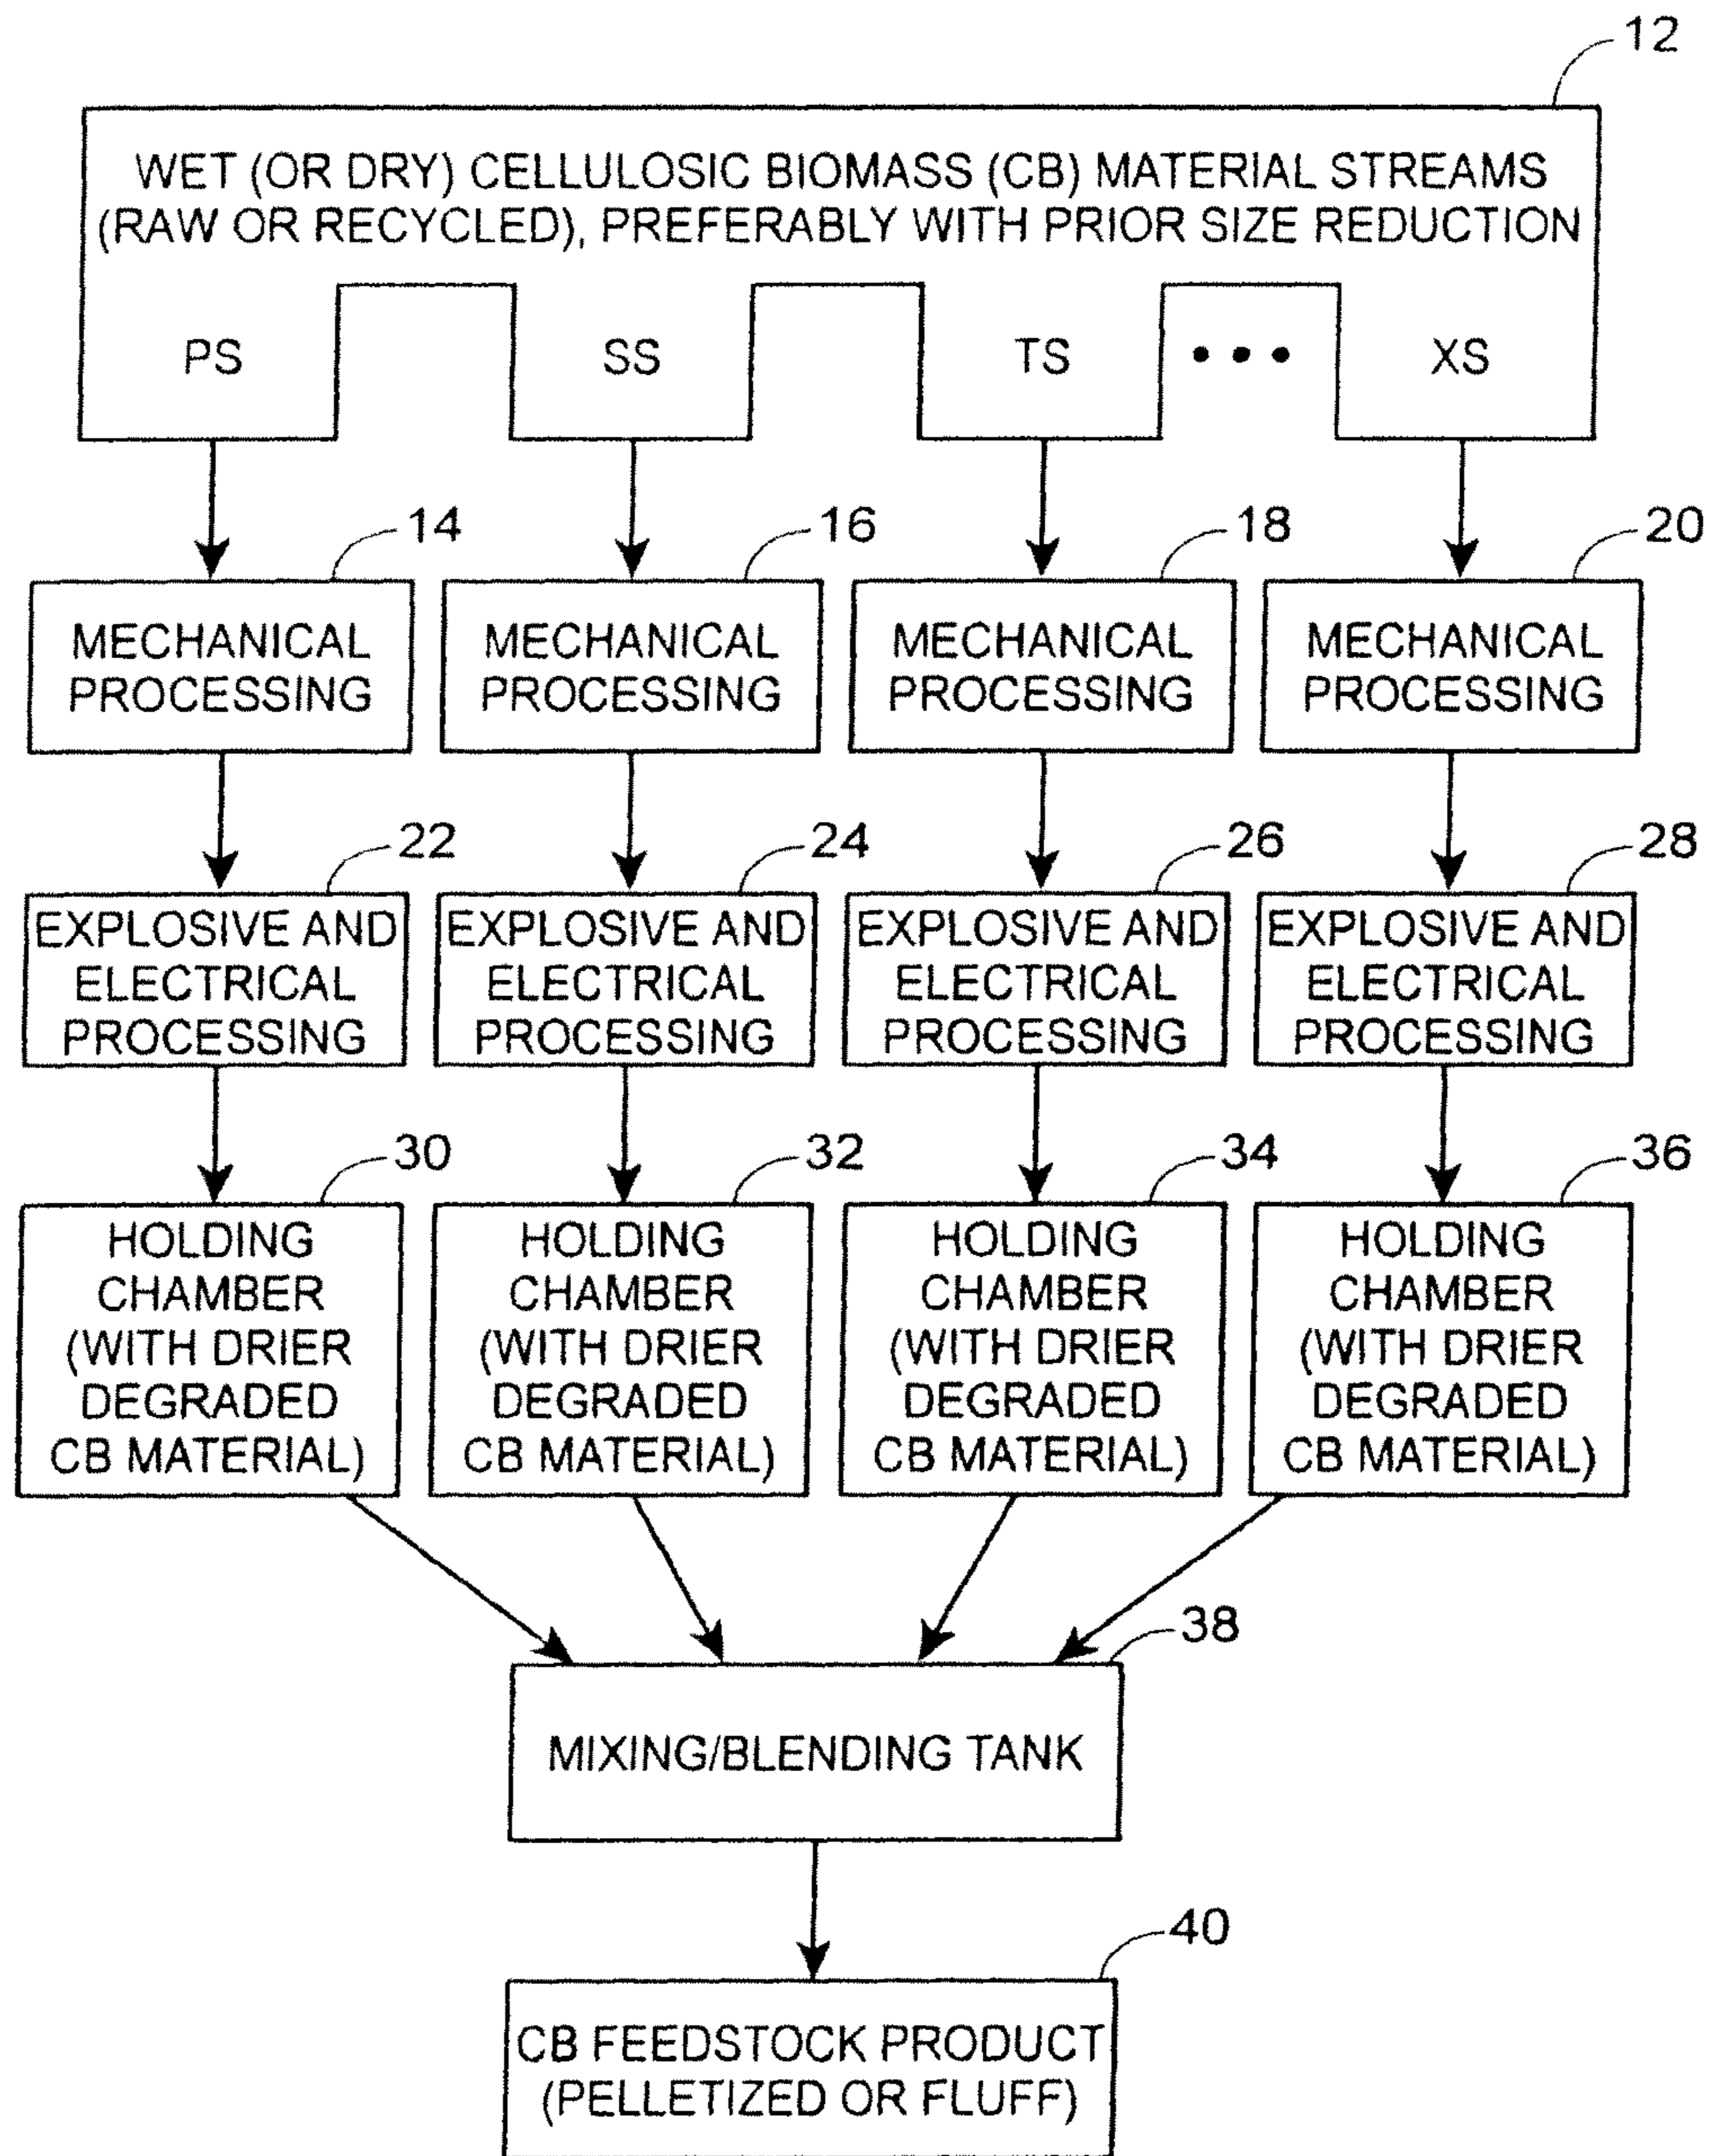 12
WET (OR DRY) CELLULOSIC BIOMASS (CB) MATERIAL STREAMS
(RAW OR RECYCLED), PREFERABLY WITH PRIOR SIZE REDUCTION
PS
SS
TS
• • •
XS
14
MECHANICAL
PROCESSING
16
MECHANICAL
PROCESSING
18
MECHANICAL
PROCESSING
20
MECHANICAL
PROCESSING
22
EXPLOSIVE AND
ELECTRICAL
PROCESSING
24
EXPLOSIVE AND
ELECTRICAL
PROCESSING
26
EXPLOSIVE AND
ELECTRICAL
PROCESSING
28
EXPLOSIVE AND
ELECTRICAL
PROCESSING
30
HOLDING
CHAMBER
(WITH DRIER
DEGRADED
CB MATERIAL)
32
HOLDING
CHAMBER
(WITH DRIER
DEGRADED
CB MATERIAL)
34
HOLDING
CHAMBER
(WITH DRIER
DEGRADED
CB MATERIAL)
36
HOLDING
CHAMBER
(WITH DRIER
DEGRADED
CB MATERIAL)
38
MIXING/BLENDING TANK
40
CB FEEDSTOCK PRODUCT
(PELLETIZED OR FLUFF)